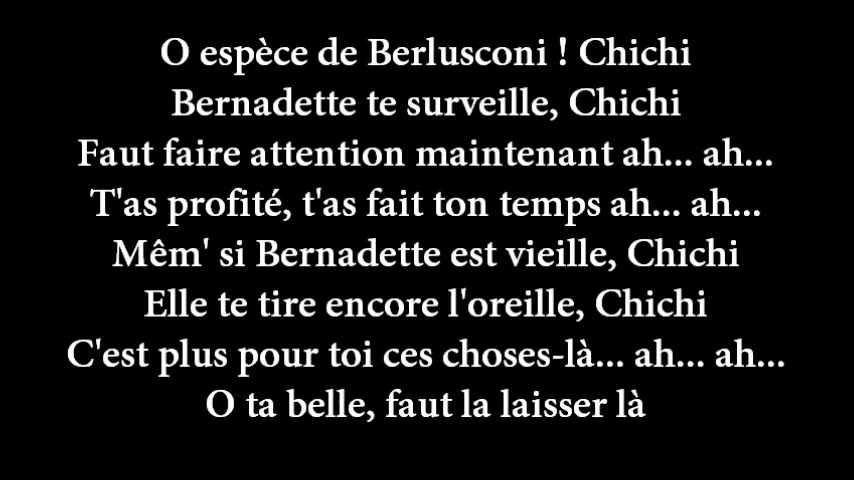 O espèce de Berlusconi ! Chichi
Bernadette te surveille, Chichi
Faut faire attention maintenant ah... ah...
T'as profité, t'as fait ton temps ah... ah...
Mêm' si Bernadette est vieille, Chichi
Elle te tire encore l'oreille, Chichi
C'est plus pour toi ces choses-là... ah... ah...
O ta belle, faut la laisser là